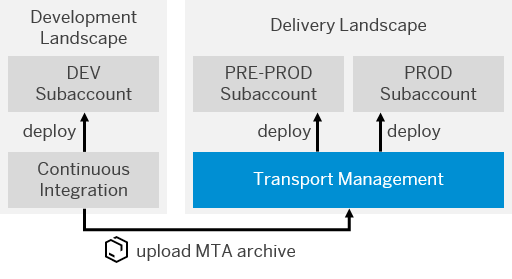 Development
Landscape
DEV
Subaccount
deploy
Continuous
Integration
Delivery Landscape
PRE-PROD
Subaccount
PROD
Subaccount
deploy
deploy
Transport Management
upload MTA archive